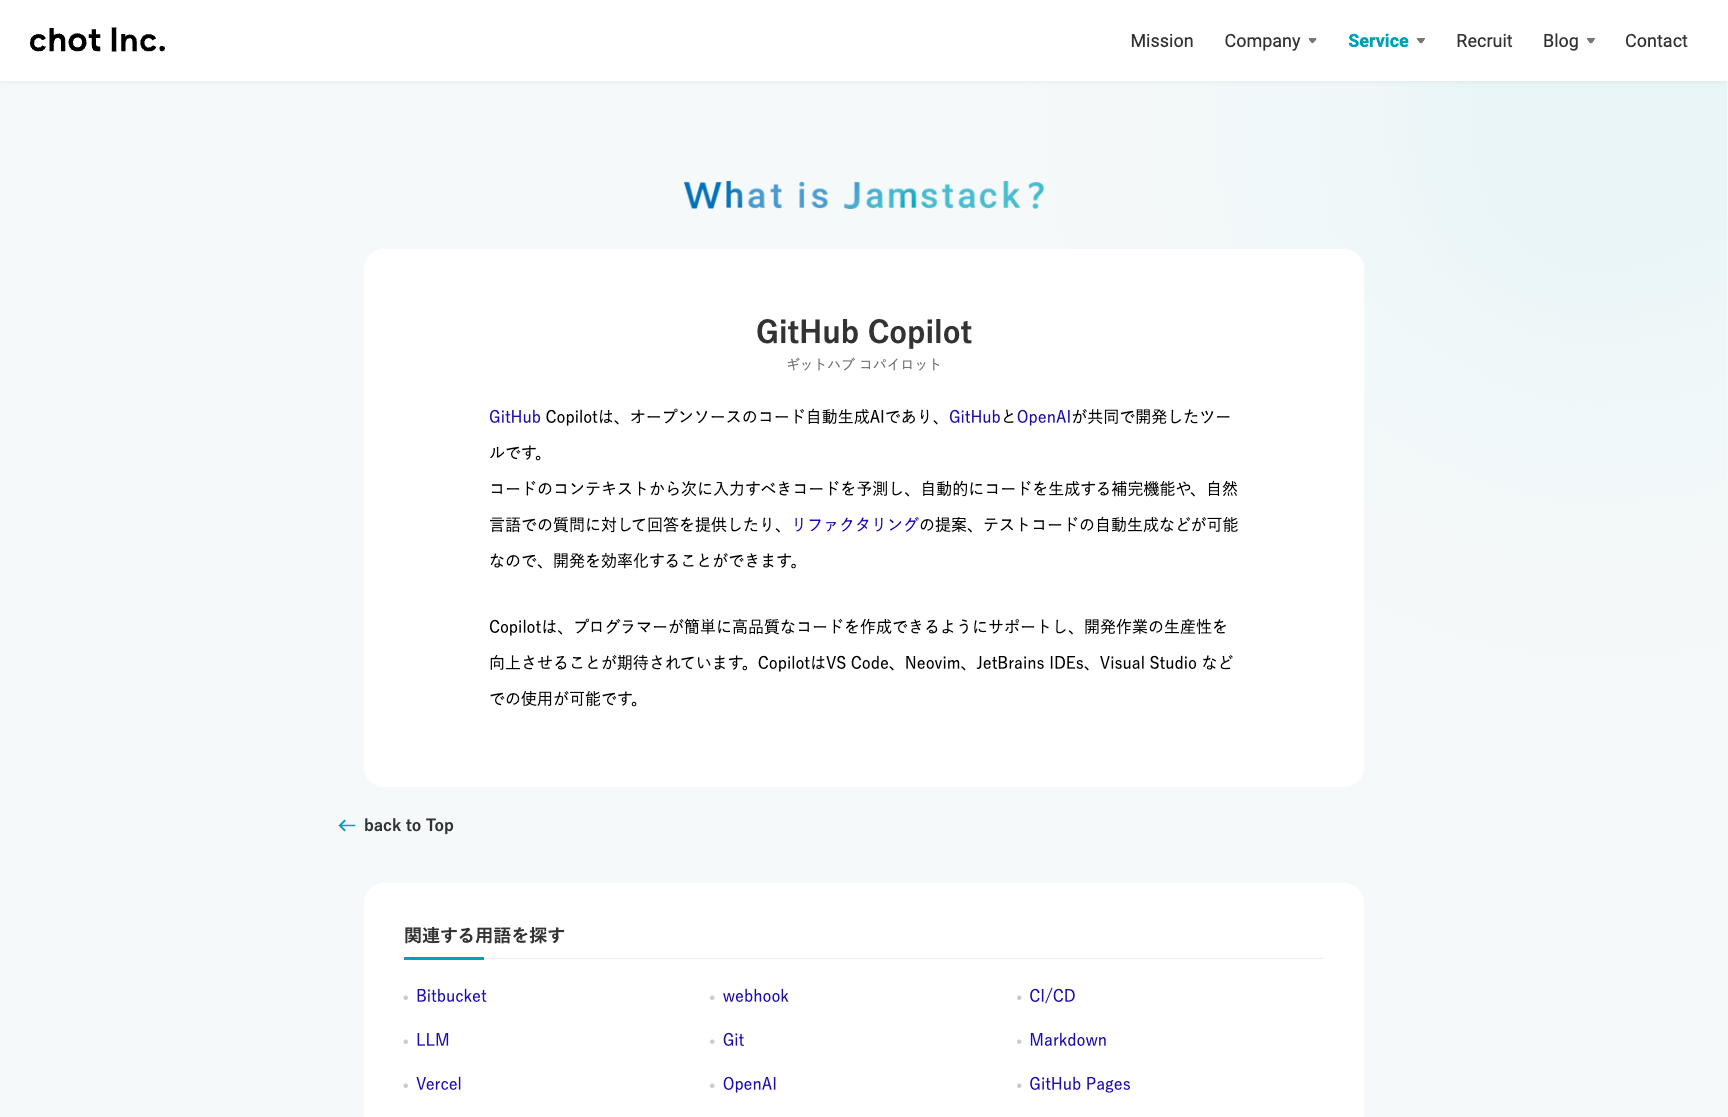 chot Inc.
Mission Company Service Recruit Blog Contact
What is Jamstack?
GitHub Copilot
ギットハブ コパイロット
GitHub Copilotは、オープンソースのコード自動生成AIであり、GitHubとOpenAIが共同で開発したツー
ルです。
コードのコンテキストから次に入力すべきコードを予測し、自動的にコードを生成する補完機能や、自然
言語での質問に対して回答を提供したり、リファクタリングの提案、テストコードの自動生成などが可能
なので、開発を効率化することができます。
Copilotは、プログラマーが簡単に高品質なコードを作成できるようにサポートし、開発作業の生産性を
向上させることが期待されています。CopilotはVS Code、Neovim、JetBrains IDEs、Visual Studio など
での使用が可能です。
back to Top
関連する用語を探す
Bitbucket webhook CI/CD
LLM Git Markdown
Vercel OpenAI GitHub Pages